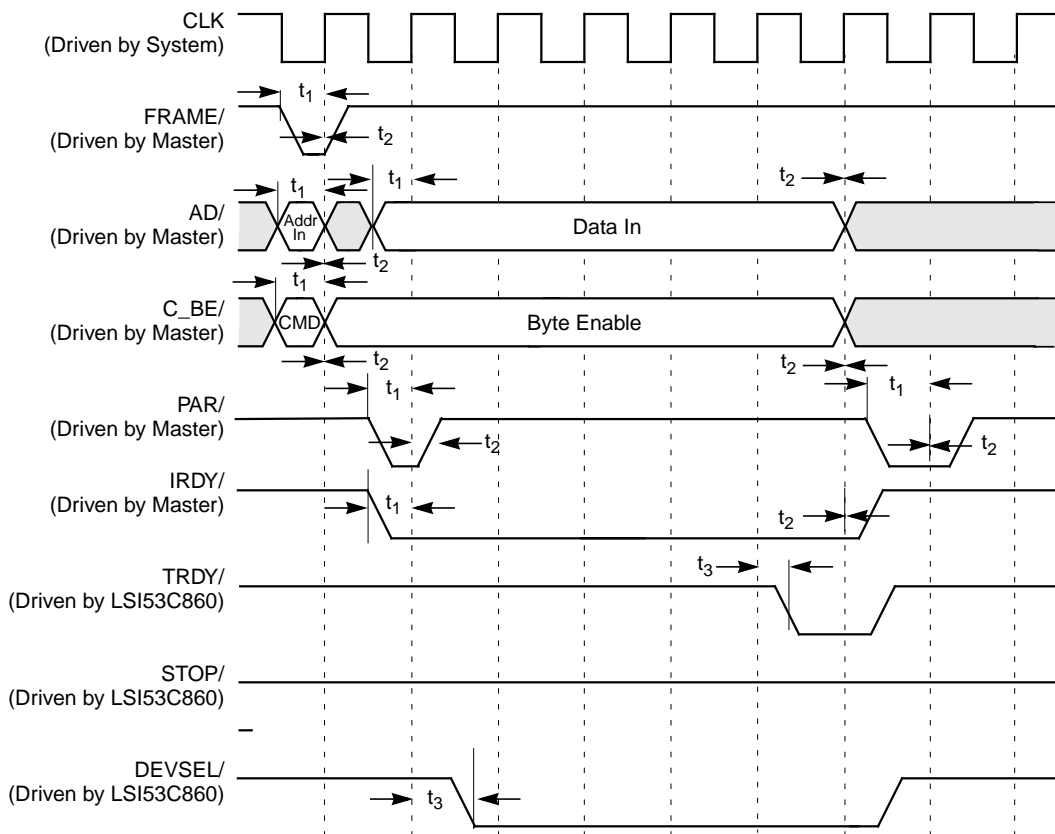 CLK
(Driven by System)
t1
FRAME/
(Driven by Master)
t2
t1
t1
t2
AD/
(Driven by Master)
Addr
In
Data In
t2
t1
C_BE/
(Driven by Master)
CMD
Byte Enable
t2
t2
t1
t1
PAR/
(Driven by Master)
t2
t2
IRDY/
(Driven by Master)
t1
t2
t3
TRDY/
(Driven by LSI53C860)
STOP/
(Driven by LSI53C860)
DEVSEL/
(Driven by LSI53C860)
t3